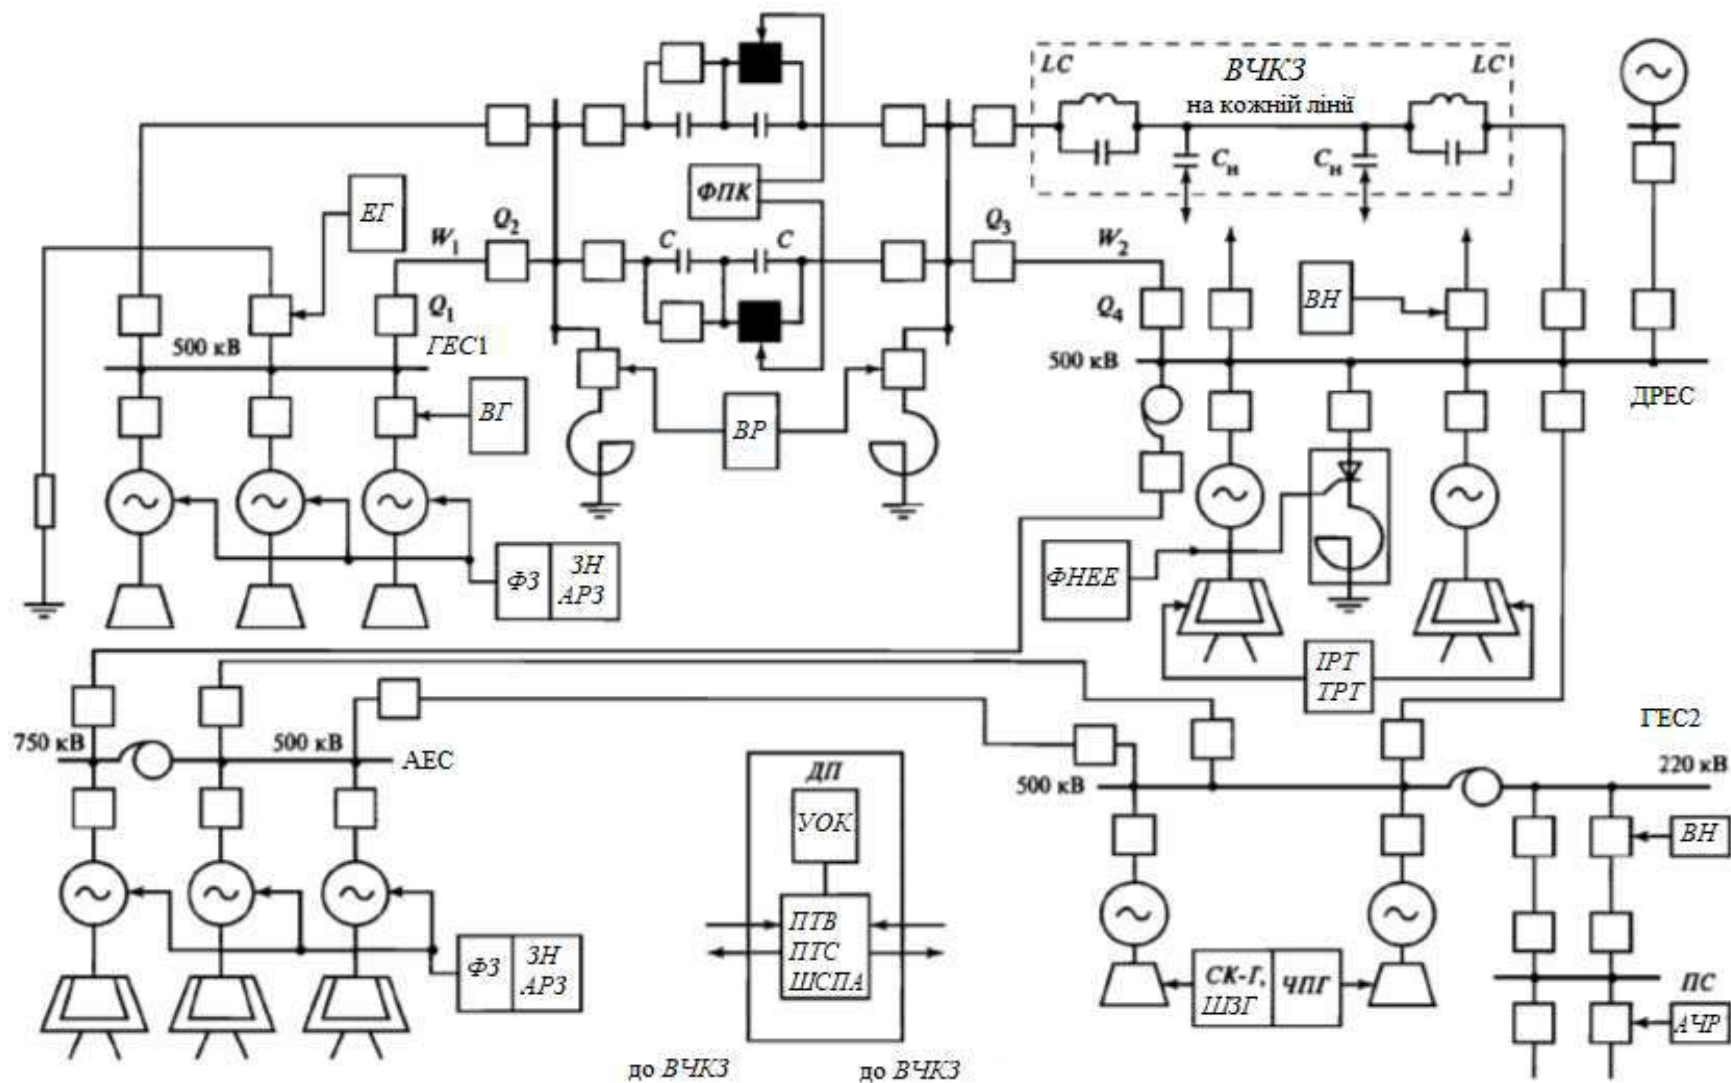 LC
ВЧКЗ
LC
на кожній лінії
Cн
Cн
ФПК
ЕГ
W1
Q2
C
C
Q3
W2
ВН
Q1
Q4
500 кВ
ГЕС1
500 кВ
ДРЕС
ВГ
ВР
ФЗ
ЗН
АРЗ
ФНЕЕ
ІРТ
ТРТ
750 кВ
500 кВ
АЕС
ГЕС2
500 кВ
220 кВ
ДП
УОК
ПТВ
ПТС
ШСПА
ВН
ФЗ
ЗН
АРЗ
СК-Г,
ШЗГ
ЧПГ
ПС
АЧР
до ВЧКЗ
до ВЧКЗ